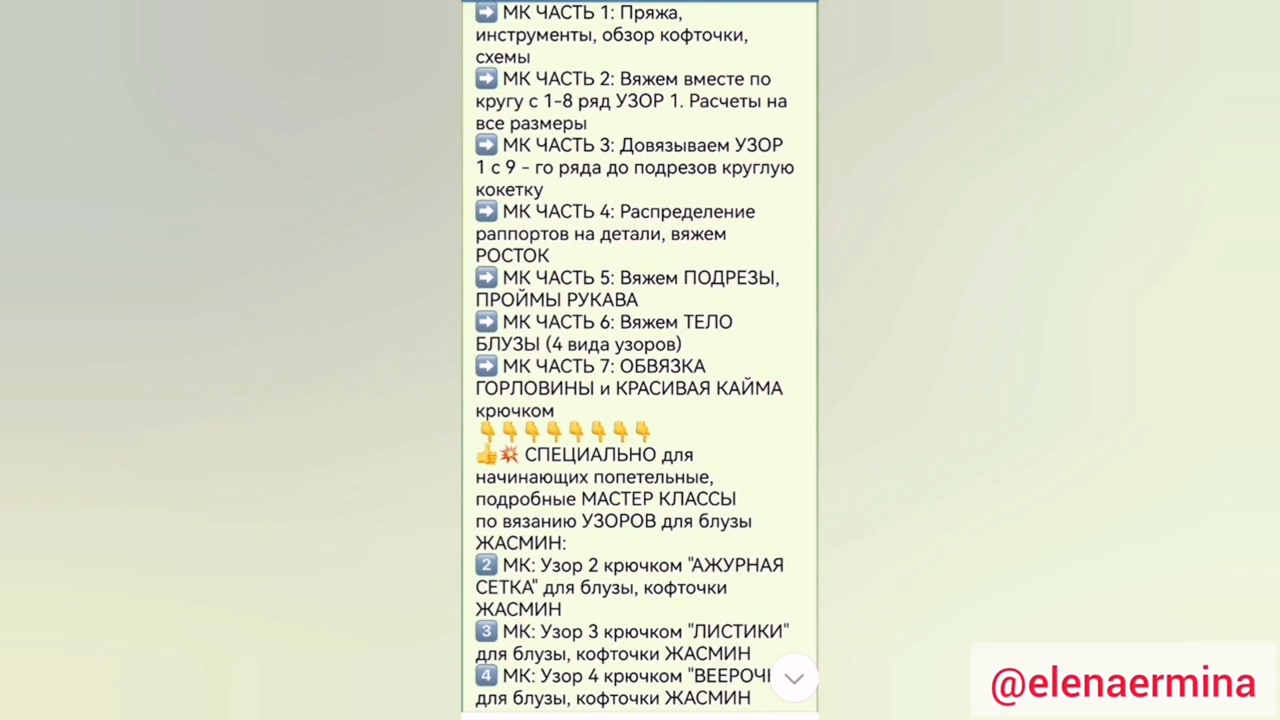 ➡️ МК ЧАСТЬ 1: Пряжа,
инструменты, обзор кофточки,
схемы
➡️ МК ЧАСТЬ 2: Вяжем вместе по
кругу с 1-8 ряд УЗОР 1. Расчеты на
все размеры
➡️ МК ЧАСТЬ 3: Довязываем УЗОР
1 с 9 - го ряда до подрезов круглую
кокетку
➡️ МК ЧАСТЬ 4: Распределение
раппортов на детали, вяжем
РОСТОК
➡️ МК ЧАСТЬ 5: Вяжем ПОДРЕЗЫ,
ПРОЙМЫ РУКАВА
➡️ МК ЧАСТЬ 6: Вяжем ТЕЛО
БЛУЗЫ (4 вида узоров)
➡️ МК ЧАСТЬ 7: ОБВЯЗКА
ГОРЛОВИНЫ и КРАСИВАЯ КАЙМА
крючком
👇👇👇👇👇👇👇👇
👍💥 СПЕЦИАЛЬНО для
начинающих попетельные,
подробные МАСТЕР КЛАССЫ
по вязанию УЗОРОВ для блузы
ЖАСМИН:
2️⃣ МК: Узор 2 крючком "АЖУРНАЯ
СЕТКА" для блузы, кофточки
ЖАСМИН
3️⃣ МК: Узор 3 крючком "ЛИСТИКИ"
для блузы, кофточки ЖАСМИН
4️⃣ МК: Узор 4 крючком
для блузы, кофточки ЖАСМИН
@elenaermina